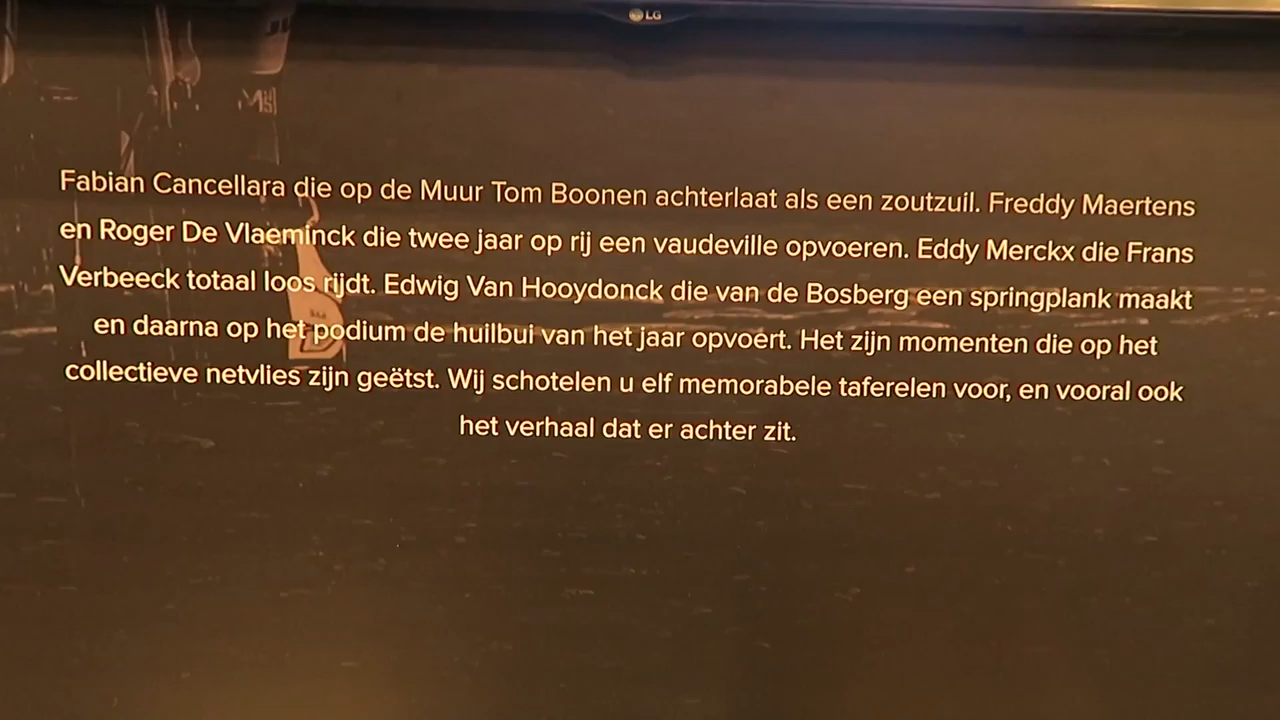 LG
Fabian Cancellara die op de Muur Tom Boonen achterlaat als een zoutzuil. Freddy Maertens
en Roger De Vlaeminck die twee jaar op rij een vaudeville opvoeren. Eddy Merckx die Frans
Verbeeck totaal loos rijdt. Edwig Van Hooydonck die van de Bosberg een springplank maakt
en daarna op het podium de huilbui van het jaar opvoert. Het zijn momenten die op het
collectieve netvlies zijn geëtst. Wij schotelen u elf memorabele taferelen voor, en vooral ook
het verhaal dat er achter zit.